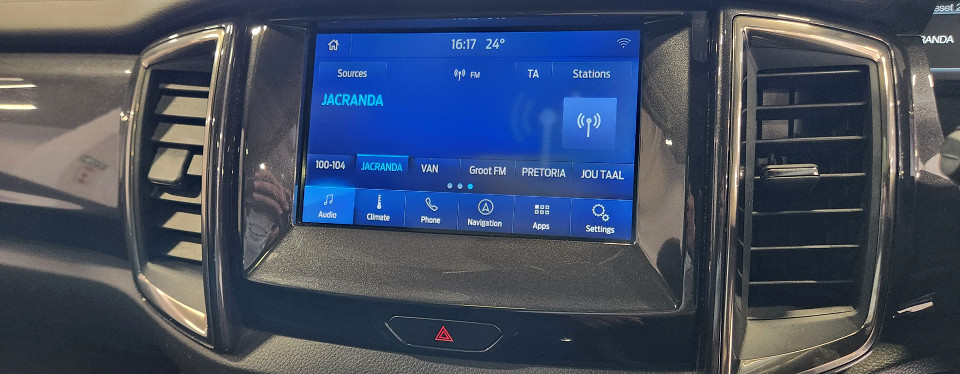 16:17 24°
Sources FM TA Stations
JACRANDA
100-104 JACRANDA VAN Groot FM PRETORIA JOU TAAL
Audio Climate Phone Navigation Apps Settings
RANDA